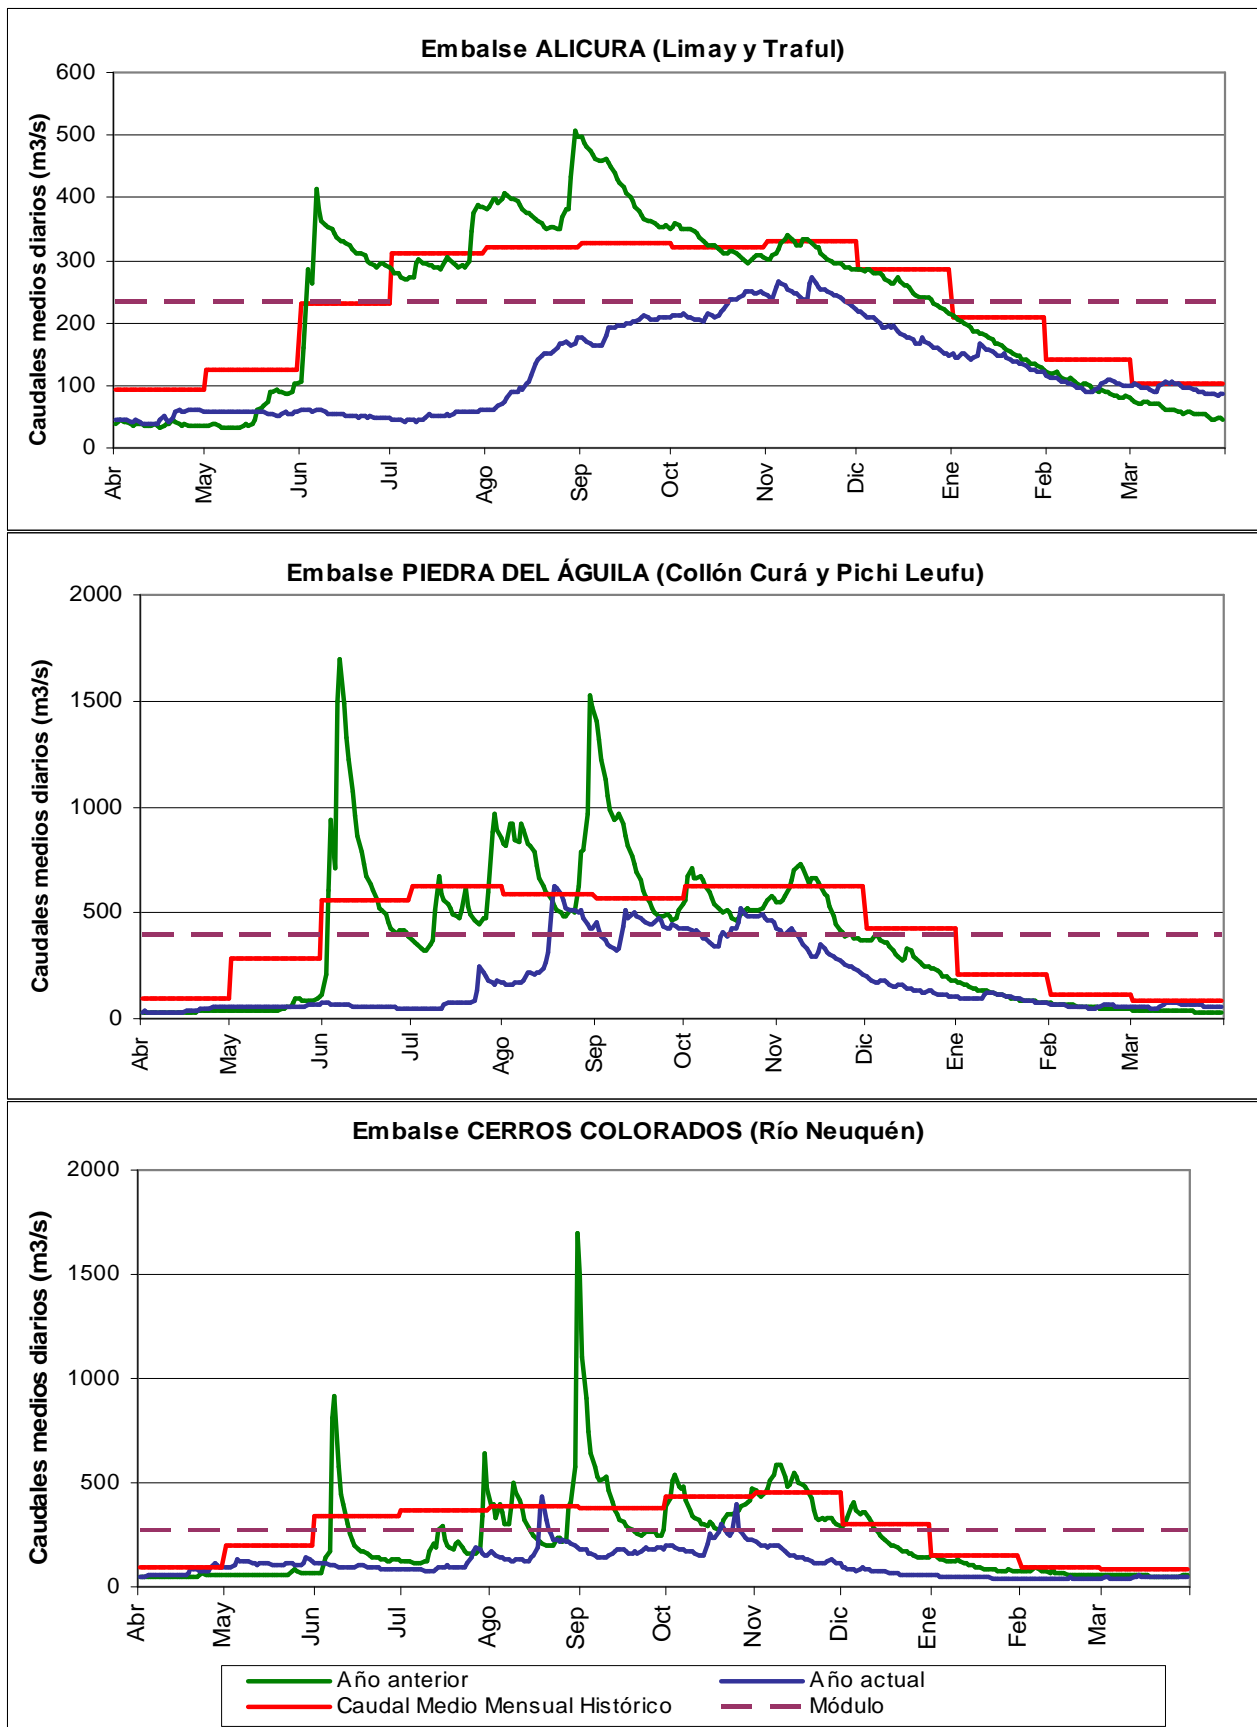 Embalse ALICURA (Limay y Traful)
Caudales medios diarios (m3/s)
600
500
400
300
200
100
0
Abr May Jun Jul Ago Sep Oct Nov Dic Ene Feb Mar
Embalse PIEDRA DEL ÁGUILA (Collón Curá y Pichi Leufu)
Caudales medios diarios (m3/s)
2000
1500
1000
500
0
Abr May Jun Jul Ago Sep Oct Nov Dic Ene Feb Mar
Embalse CERROS COLORADOS (Río Neuquén)
Caudales medios diarios (m3/s)
2000
1500
1000
500
0
Abr May Jun Jul Ago Sep Oct Nov Dic Ene Feb Mar
Año anterior Año actual
Caudal Medio Mensual Histórico Módulo